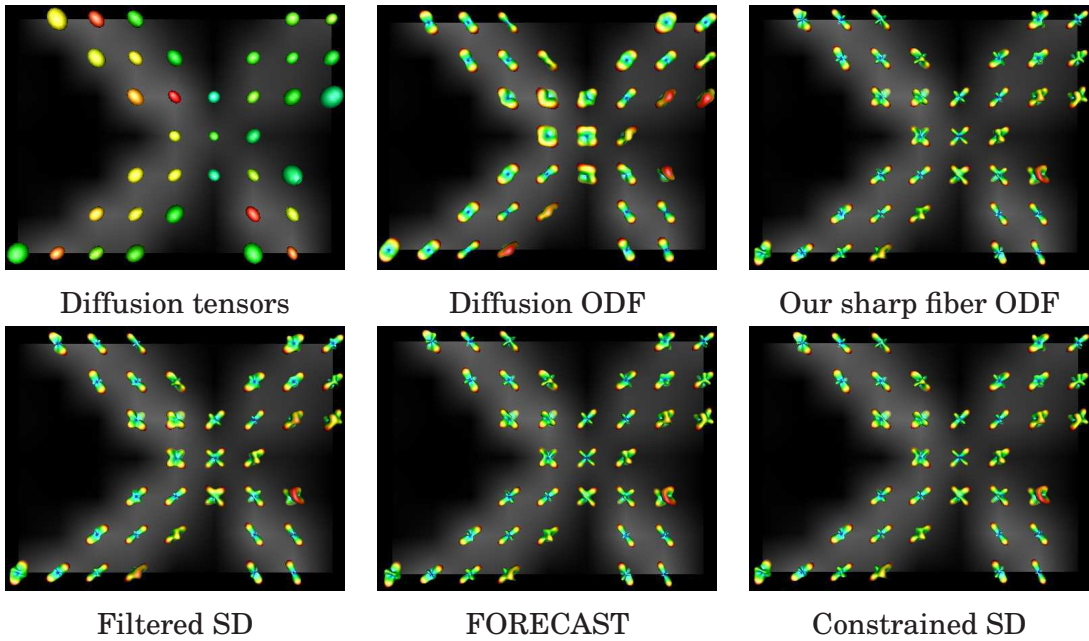 Diffusion tensors
Diffusion ODF
Our sharp fiber ODF
Filtered SD
FORECAST
Constrained SD